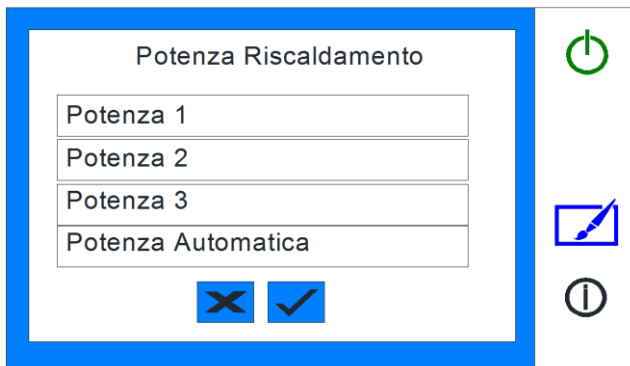 Potenza Riscaldamento
Potenza 1
Potenza 2
Potenza 3
Potenza Automatica